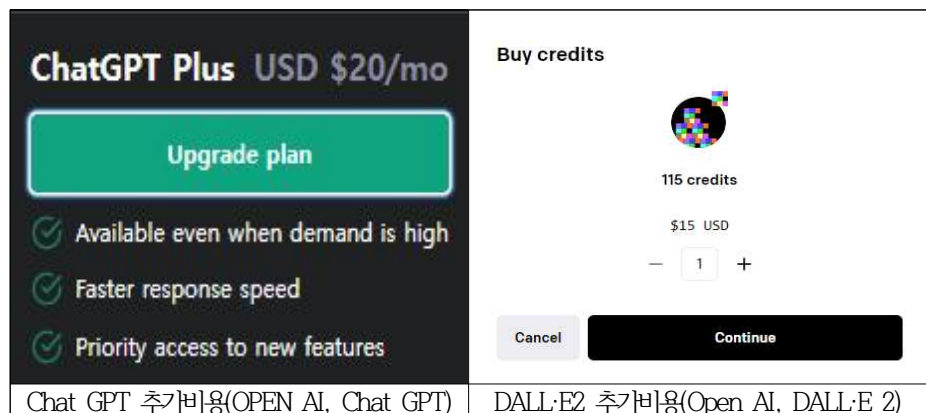 ChatGPT Plus USD $20/mo
Upgrade plan
Available even when demand is high
Faster response speed
Priority access to new features
Chat GPT 추가비용(OPEN AI, Chat GPT)
Buy credits
115 credits
$15 USD
− 1 +
Cancel Continue
DALL·E2 추가비용(Open AI, DALL·E 2)